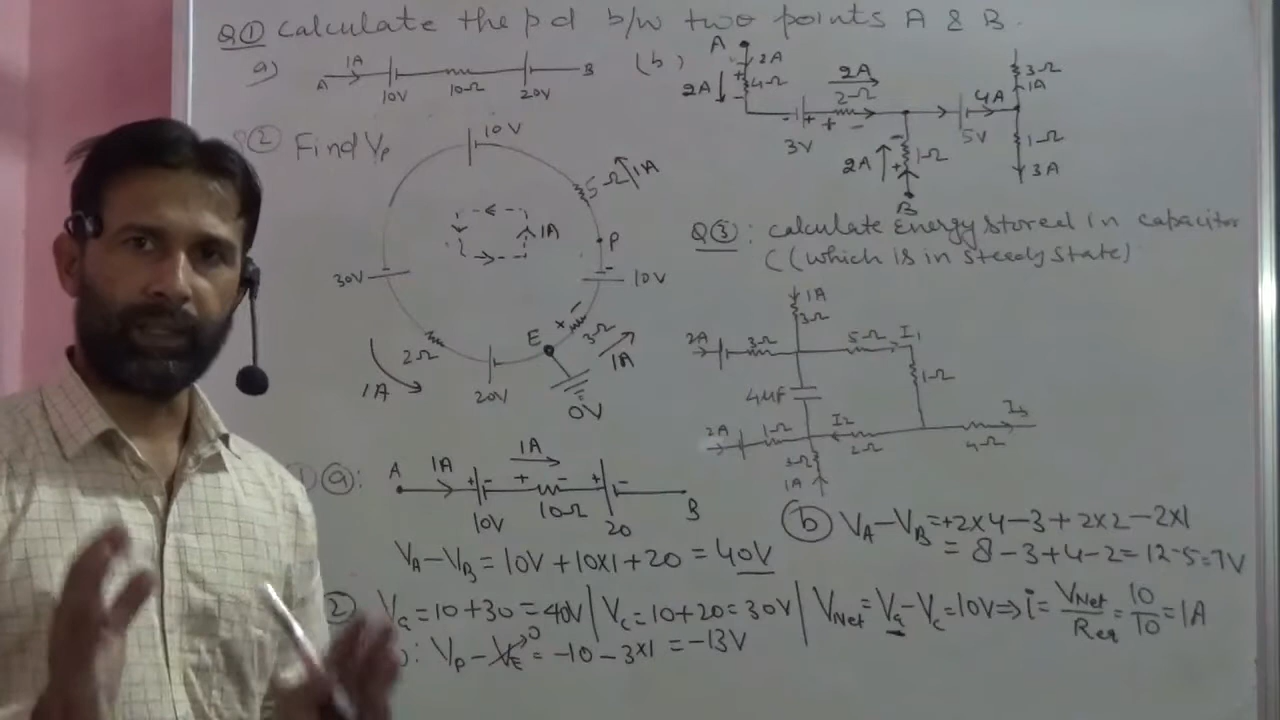 Q① Calculate the pd b/w two points A & B.
a) A 1A 10V 10Ω 20V B
(b) A 2A 4Ω 2A 3V + + 2A 2Ω - 2A 1Ω B 5V 4A 3Ω 1A 1Ω 3A
② Find Vp
10V 5Ω 1A P 10V 3Ω 1A E 0V 20V 2Ω 1A 30V 1A
Q③: calculate Energy stored in capacitor
((which is in steady state)
1A 3Ω 2A 3Ω 5Ω I1 1Ω 4μF 2A 1Ω I2 2Ω I3 4Ω 3Ω 1A
ⓐ: A 1A + - 10V 1A + - 10Ω + - 20 B
VA-VB = 10V+10×1+20 = 40V
ⓑ VA-VB = +2×4-3+2×2-2×1
= 8-3+4-2=12-5=7V
② Va=10+30=40V | Vc=10+20=30V | VNet=Va-Vc=10V⇒ i= VNet/Req = 10/10 = 1A
: Vp-VE→0 = -10-3×1 = -13V